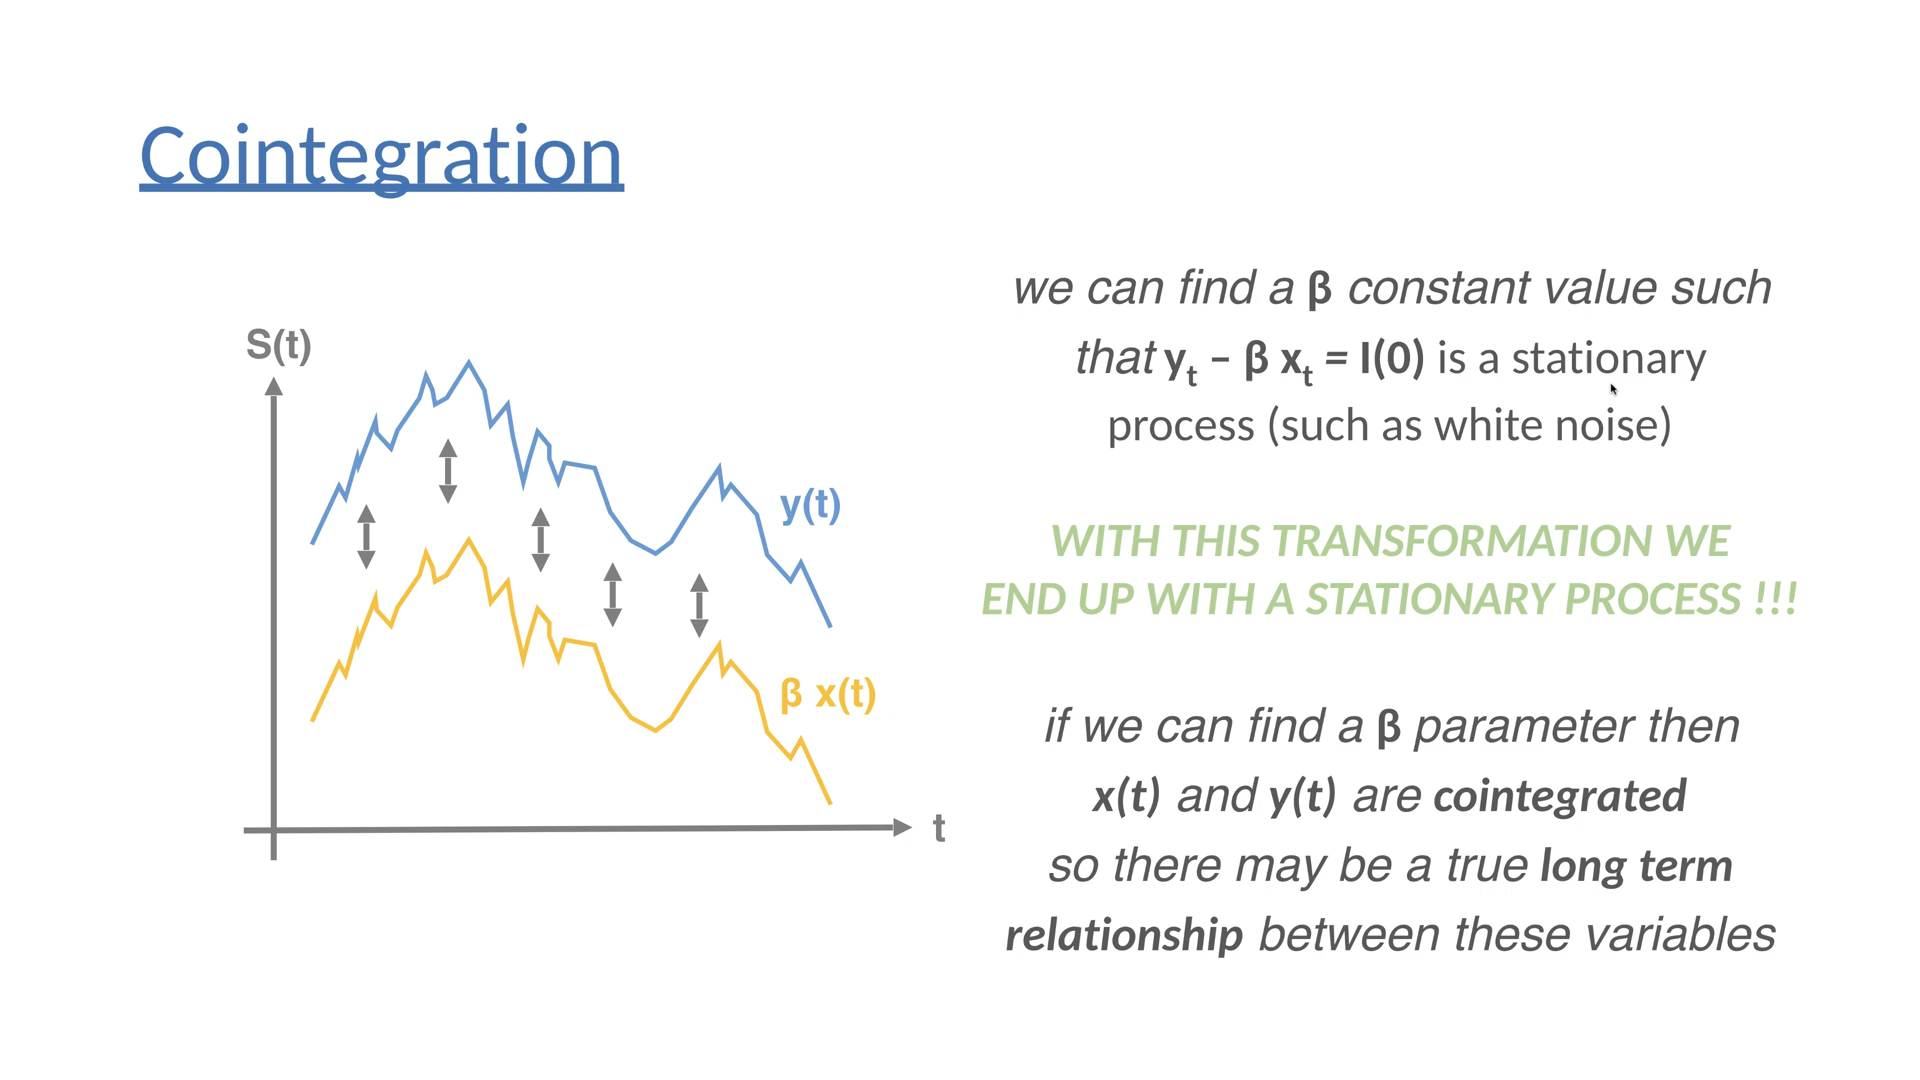 Cointegration
S(t)
y(t)
β x(t)
t
we can find a β constant value such
that yt – β xt = I(0) is a stationary
process (such as white noise)
WITH THIS TRANSFORMATION WE
END UP WITH A STATIONARY PROCESS !!!
if we can find a β parameter then
x(t) and y(t) are cointegrated
so there may be a true long term
relationship between these variables